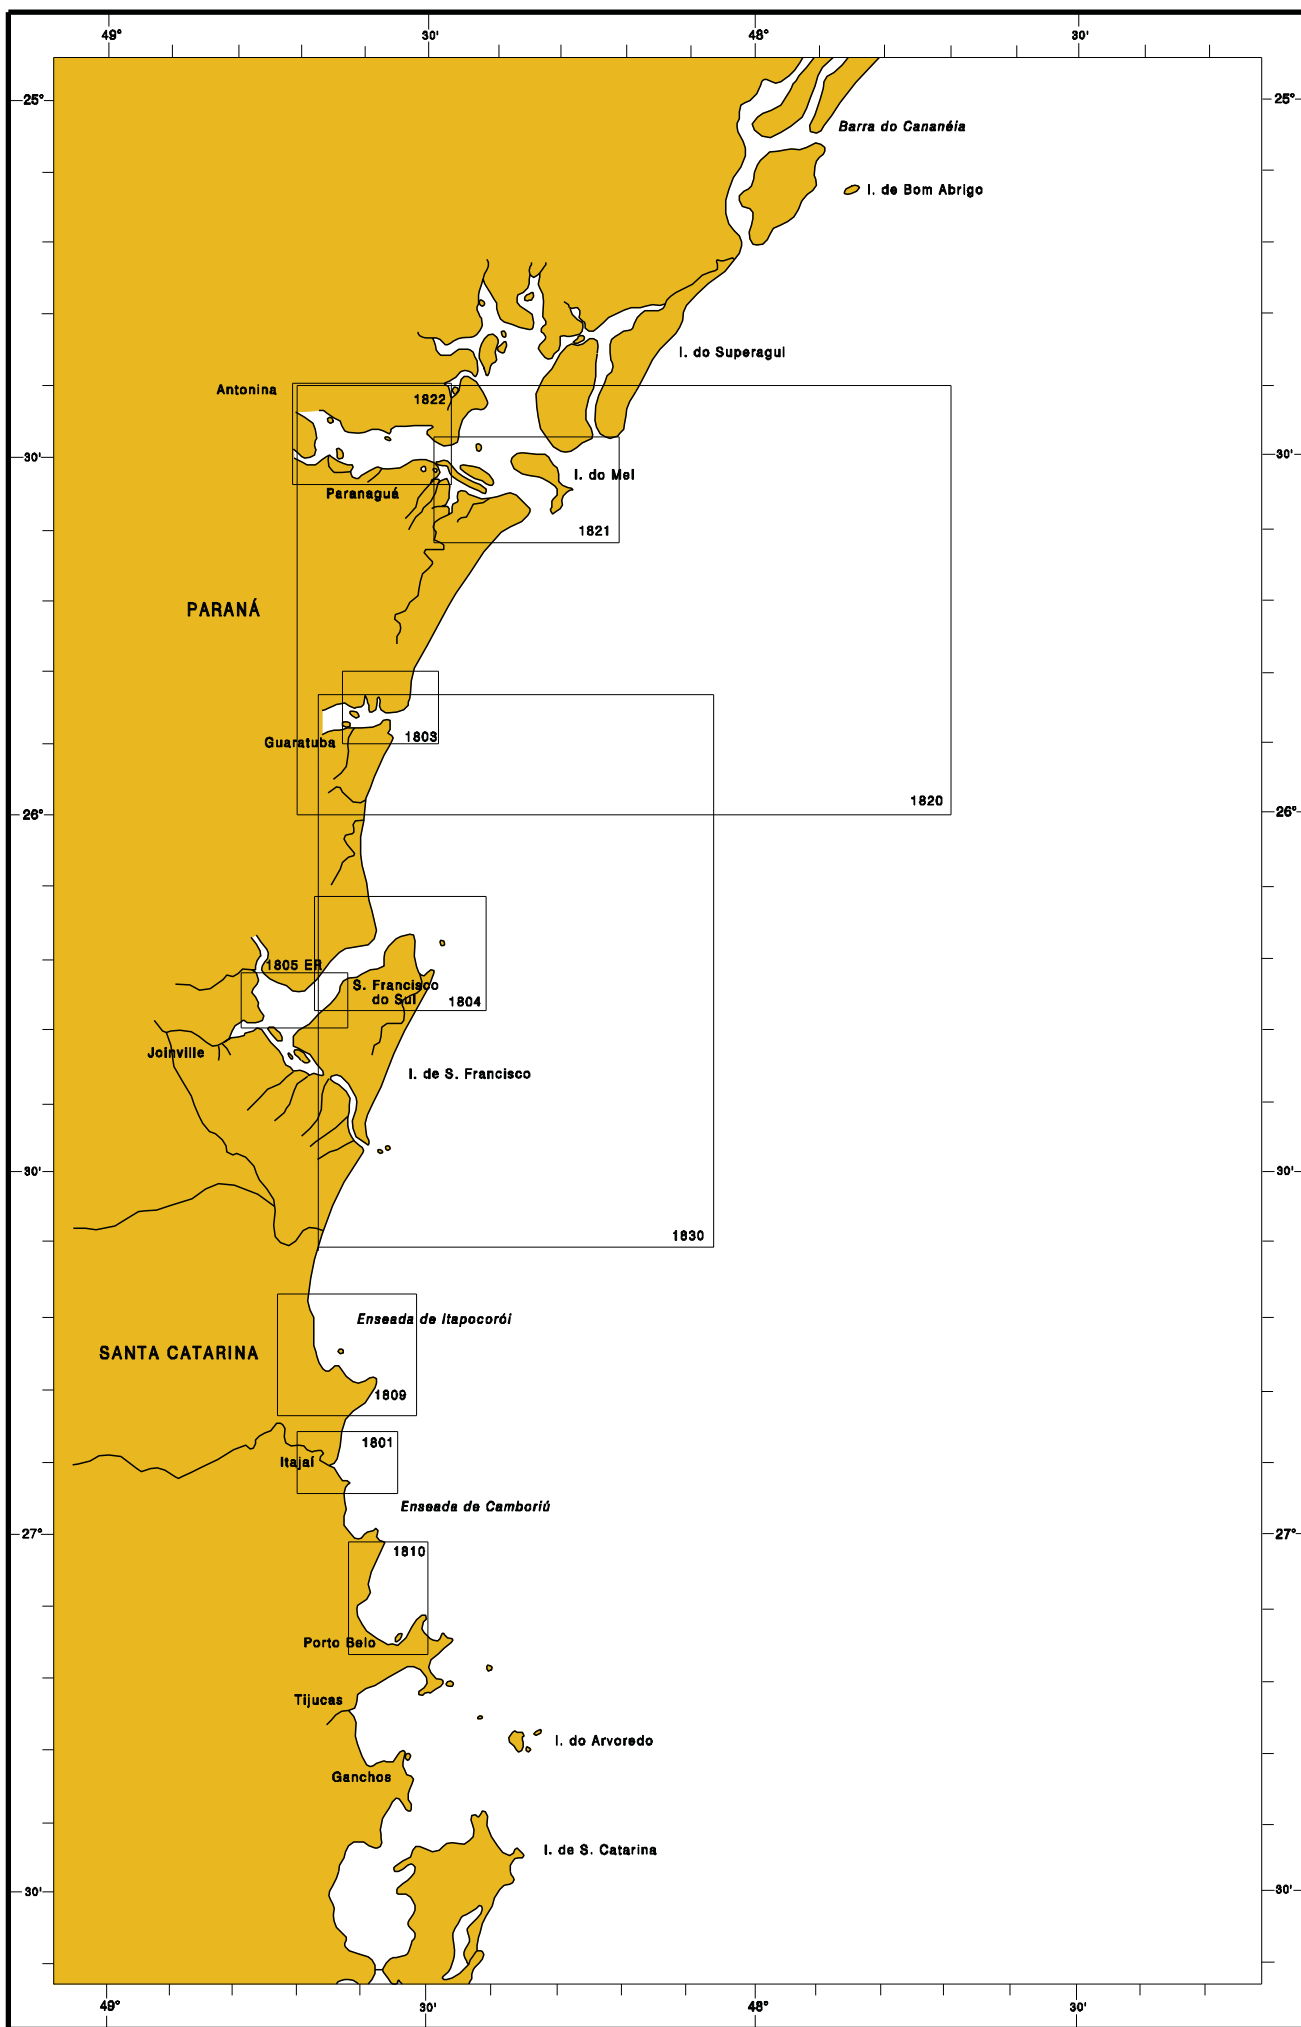 49°
30'
48°
30'
25°
25°
Barra do Cananéia
I. de Bom Abrigo
I. do Superagui
Antonina
1822
30'
30'
I. do Mel
Paranaguá
1821
PARANÁ
1803
Guaratuba
1820
26°
26°
1805 ER
S. Francisco
do Sul
1804
Joinville
I. de S. Francisco
30'
30'
1830
Enseada de Itapocorói
SANTA CATARINA
1809
1801
Itajaí
Enseada de Camboriú
27°
27°
1810
Porto Belo
Tijucas
I. do Arvoredo
Ganchos
I. de S. Catarina
30'
30'
49°
30'
48°
30'